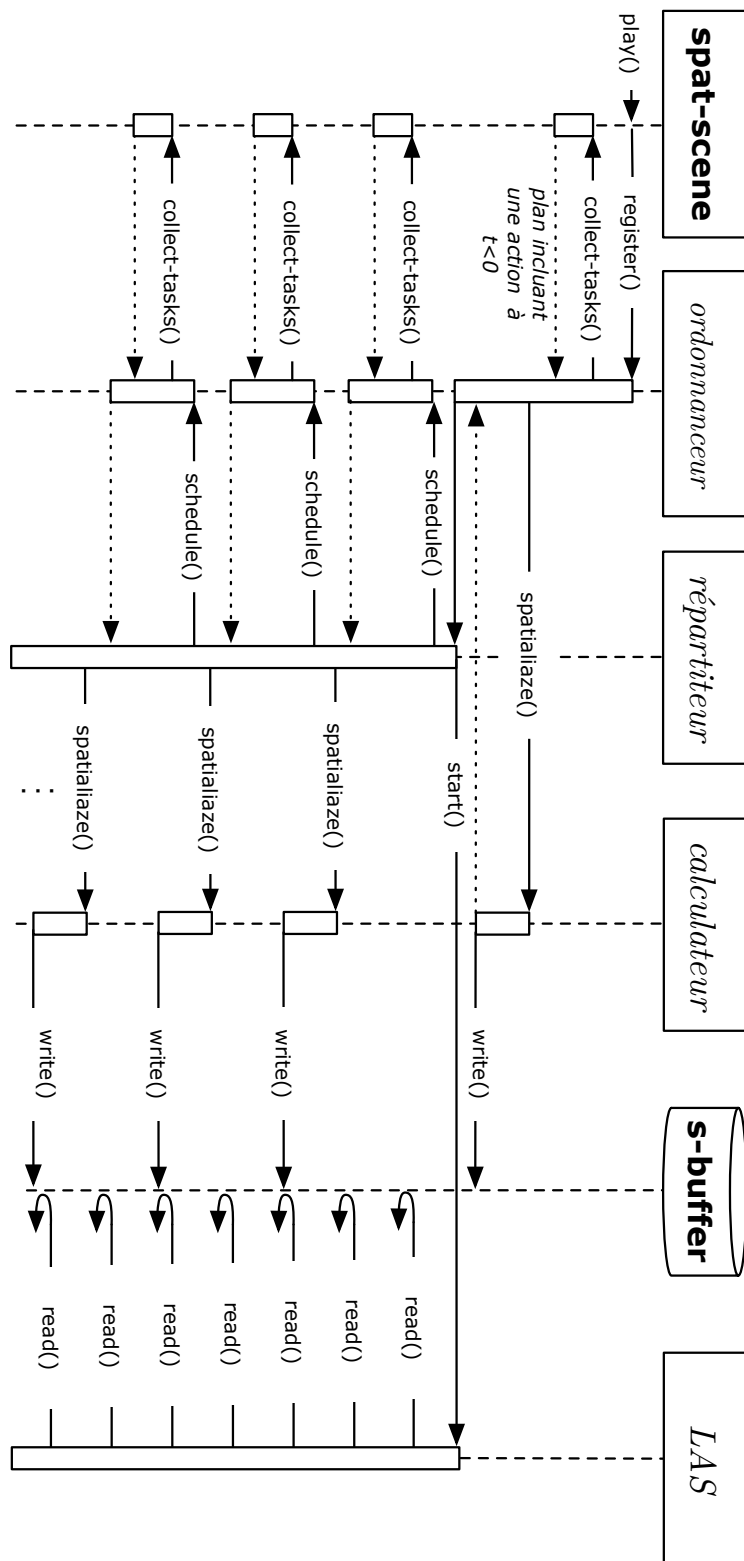 spat-scene
ordonnanceur
répartiteur
calculateur
s-buffer
LAS
play()
register()
collect-tasks()
plan incluant
une action à
t<0
spatialiaze()
write()
start()
schedule()
read()
collect-tasks()
read()
spatialiaze()
write()
read()
schedule()
collect-tasks()
read()
spatialiaze()
write()
read()
schedule()
collect-tasks()
read()
spatialiaze()
write()
read()
...